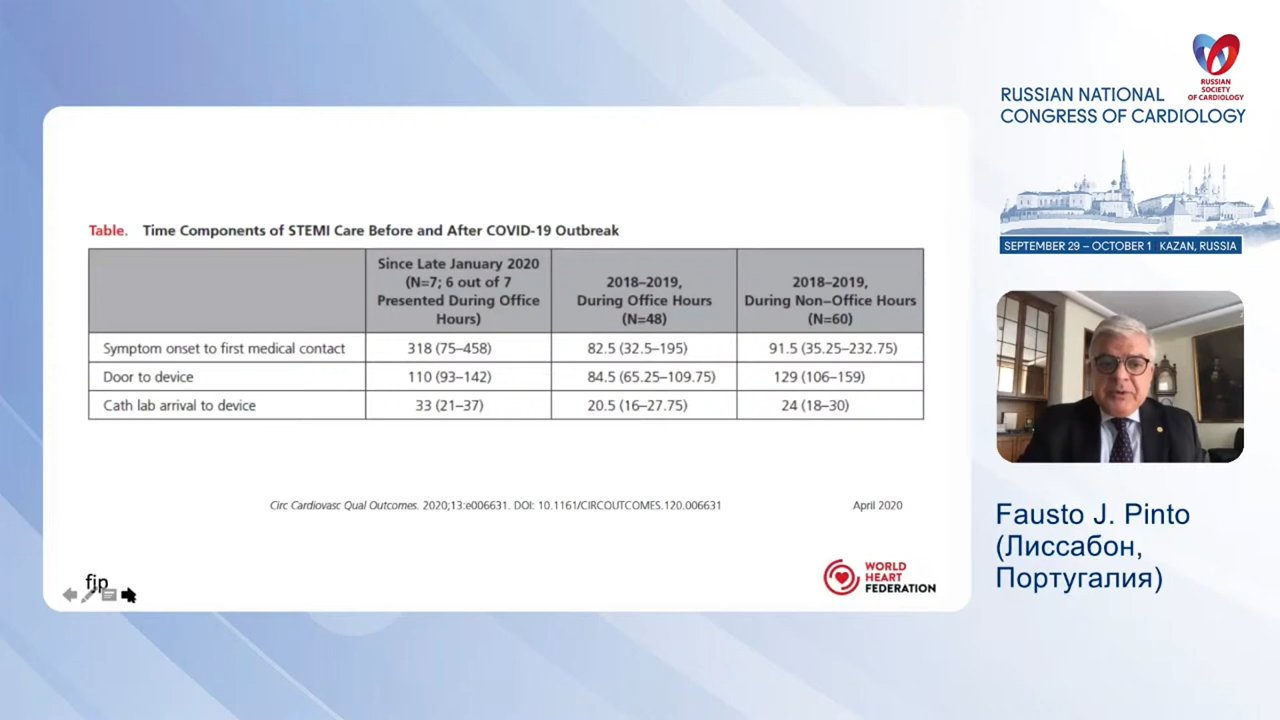 RUSSIAN
SOCIETY
OF CARDIOLOGY
RUSSIAN NATIONAL
CONGRESS OF CARDIOLOGY
SEPTEMBER 29 – OCTOBER 1 KAZAN, RUSSIA
Table. Time Components of STEMI Care Before and After COVID-19 Outbreak
Since Late January 2020
(N=7; 6 out of 7
Presented During Office
Hours)
2018–2019,
During Office Hours
(N=48)
2018–2019,
During Non–Office Hours
(N=60)
Symptom onset to first medical contact 318 (75–458) 82.5 (32.5–195) 91.5 (35.25–232.75)
Door to device 110 (93–142) 84.5 (65.25–109.75) 129 (106–159)
Cath lab arrival to device 33 (21–37) 20.5 (16–27.75) 24 (18–30)
Circ Cardiovasc Qual Outcomes. 2020;13:e006631. DOI: 10.1161/CIRCOUTCOMES.120.006631 April 2020
fjp
WORLD
HEART
FEDERATION
Fausto J. Pinto
(Лиссабон,
Португалия)